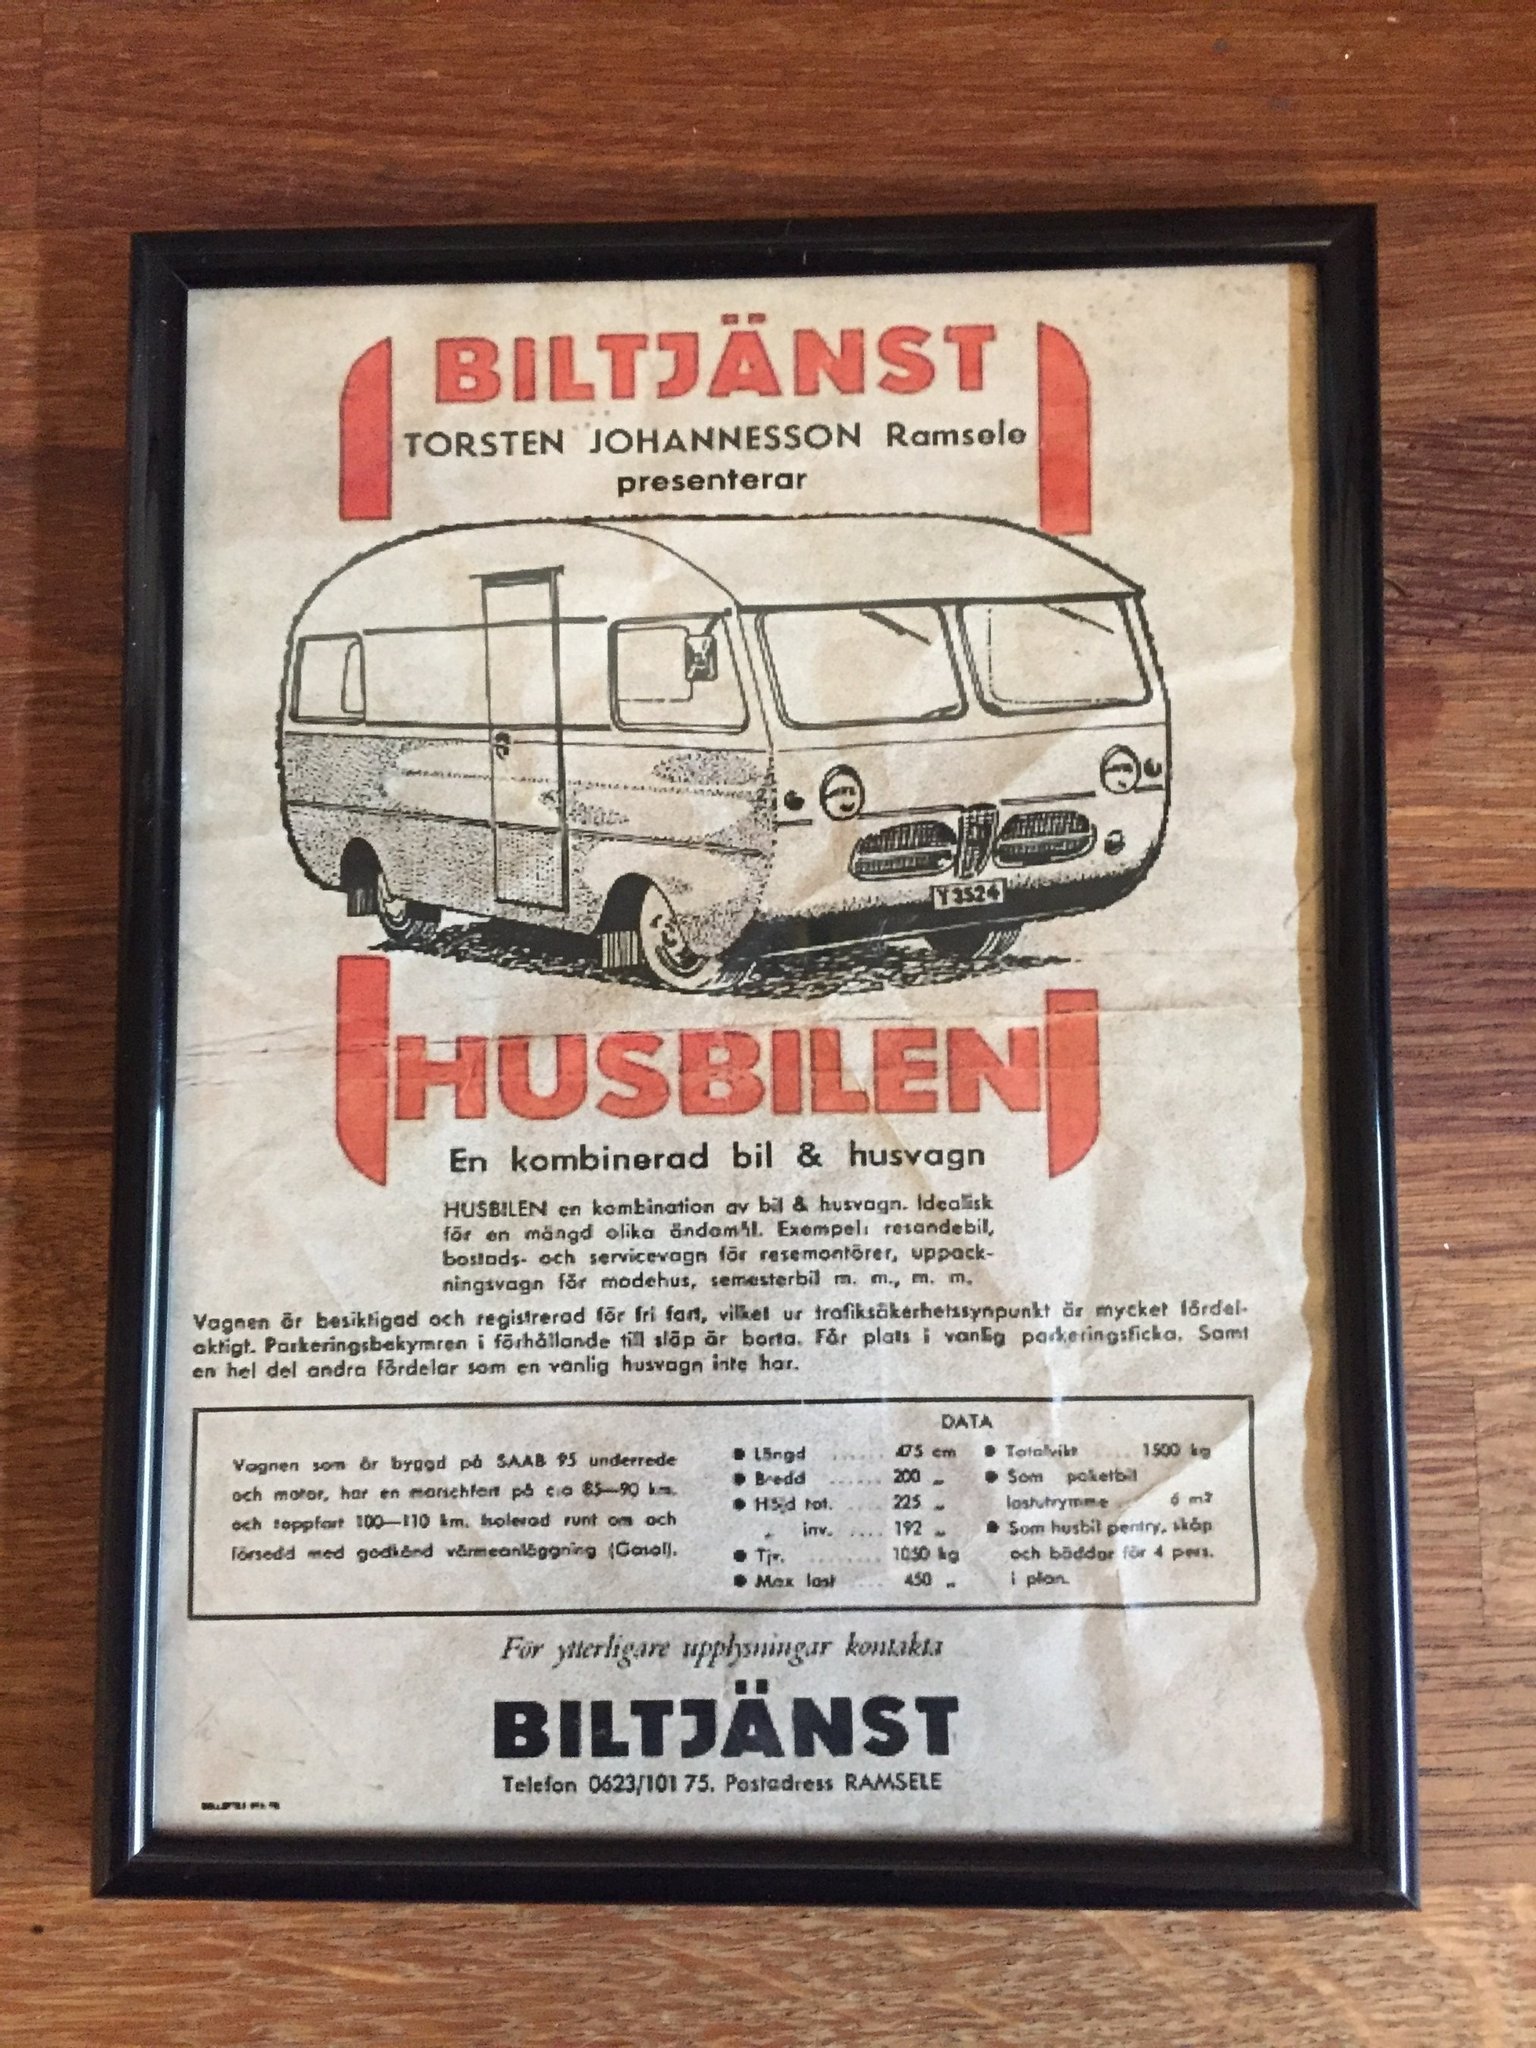 BILTJÄNST
TORSTEN JOHANNESSON Ramsele
presenterar
Y 3524
HUSBILEN
En kombinerad bil & husvagn
HUSBILEN en kombination av bil & husvagn. Idealisk
för en mängd olika ändamål. Exempel: resandebil,
bostads- och servicevagn för resemontörer, uppack-
ningsvagn för modehus, semesterbil m. m., m. m.
Vagnen är besiktigad och registrerad för fri fart, vilket ur trafiksäkerhetssynpunkt är mycket fördel-
aktigt. Parkeringsbekymren i förhållande till släp är borta. Får plats i vanlig parkeringsficka. Samt
en hel del andra fördelar som en vanlig husvagn inte har.
Vagnen som är byggd på SAAB 95 underrede
och motor, har en marschfart på c:a 85—90 km.
och toppfart 100—110 km. Isolerad runt om och
försedd med godkänd värmeanläggning (Gasol).
DATA
● Längd ...... 475 cm
● Bredd ...... 200 „
● Höjd tot. .... 225 „
„ inv. .... 192 „
● Tjv. ........ 1050 kg
● Max last .... 450 „
● Totalvikt .... 1500 kg
● Som paketbil
lastutrymme .. 6 m²
● Som husbil pentry, skåp
och bäddar för 4 pers.
i plan.
För ytterligare upplysningar kontakta
BILTJÄNST
Telefon 0623/101 75. Postadress RAMSELE